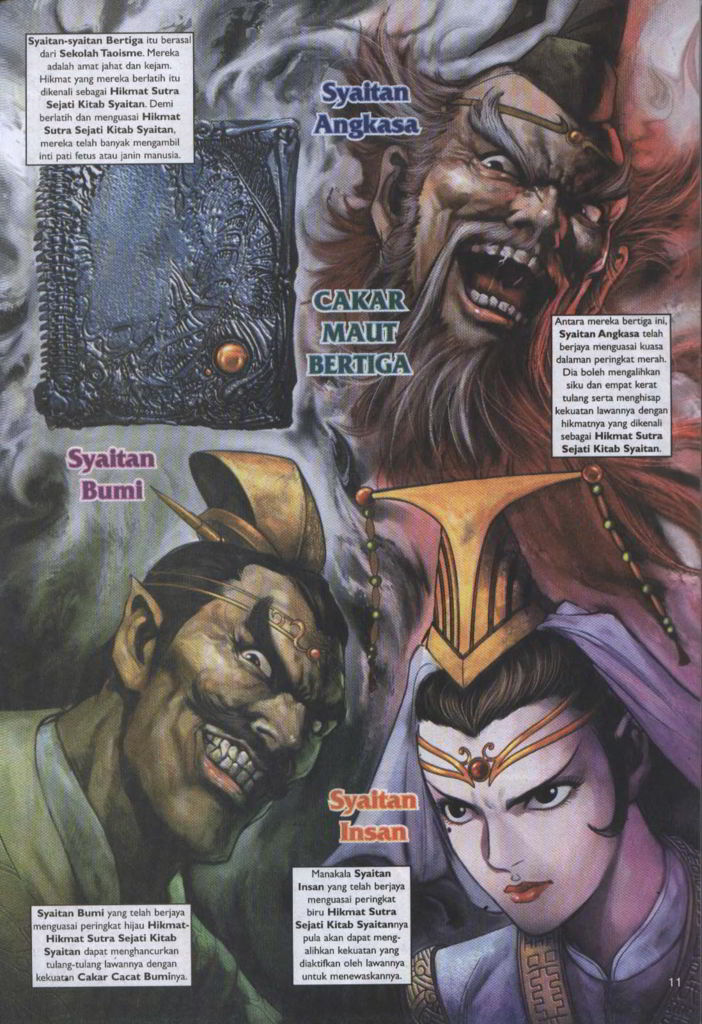 Syaitan-syaitan Bertiga itu berasal
dari Sekolah Taoisme. Mereka
adalah amat jahat dan kejam.
Hikmat yang mereka berlatih itu
dikenali sebagai Hikmat Sutra
Sejati Kitab Syaitan. Demi
berlatih dan menguasai Hikmat
Sutra Sejati Kitab Syaitan,
mereka telah banyak mengambil
inti pati fetus atau janin manusia.
Syaitan
Angkasa
CAKAR
MAUT
BERTIGA
Antara mereka bertiga ini,
Syaitan Angkasa telah
berjaya menguasai kuasa
dalaman peringkat merah.
Dia boleh mengalihkan
siku dan empat kerat
tulang serta menghisap
kekuatan lawannya dengan
hikmatnya yang dikenali
sebagai Hikmat Sutra
Sejati Kitab Syaitan.
Syaitan
Bumi
Syaitan
Insan
Manakala Syaitan
Insan yang telah berjaya
menguasai peringkat
biru Hikmat Sutra
Sejati Kitab Syaitannya
pula akan dapat meng-
alihkan kekuatan yang
diaktifkan oleh lawannya
untuk menewaskannya.
Syaitan Bumi yang telah berjaya
menguasai peringkat hijau Hikmat-
Hikmat Sutra Sejati Kitab
Syaitan dapat menghancurkan
tulang-tulang lawannya dengan
kekuatan Cakar Cacat Buminya.
11